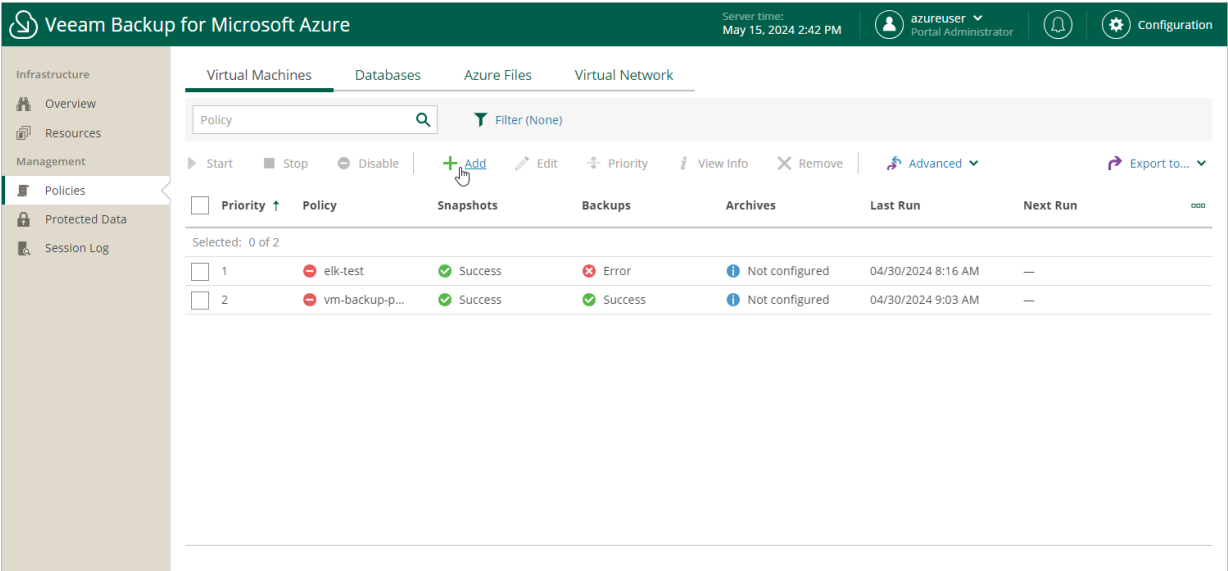 Veeam Backup for Microsoft Azure
Server time:
May 15, 2024 2:42 PM
azureuser
Portal Administrator
Configuration
Infrastructure
Overview
Resources
Management
Policies
Protected Data
Session Log
Virtual Machines Databases Azure Files Virtual Network
Policy Filter (None)
Start Stop Disable Add Edit Priority View Info Remove Advanced Export to...
Priority Policy Snapshots Backups Archives Last Run Next Run
Selected: 0 of 2
1 elk-test Success Error Not configured 04/30/2024 8:16 AM —
2 vm-backup-p... Success Success Not configured 04/30/2024 9:03 AM —